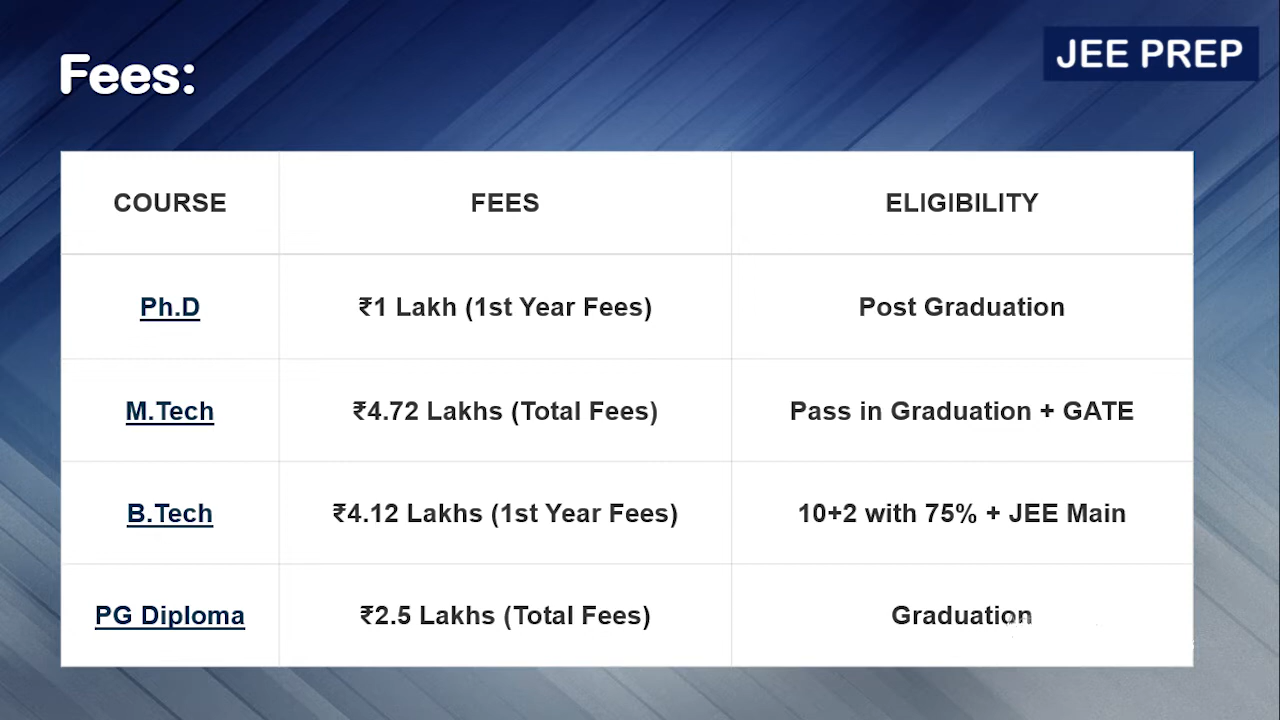 Fees:
JEE PREP
COURSE FEES ELIGIBILITY
Ph.D ₹1 Lakh (1st Year Fees) Post Graduation
M.Tech ₹4.72 Lakhs (Total Fees) Pass in Graduation + GATE
B.Tech ₹4.12 Lakhs (1st Year Fees) 10+2 with 75% + JEE Main
PG Diploma ₹2.5 Lakhs (Total Fees) Graduation